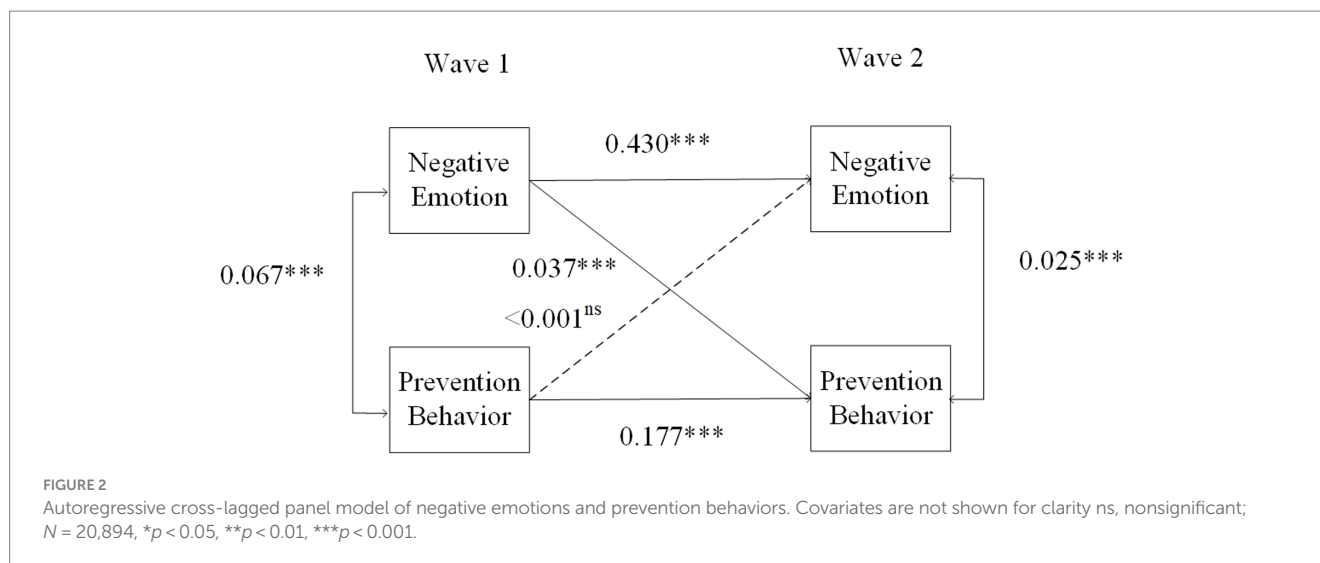 Wave 1
Wave 2
Negative
Emotion
0.430***
Negative
Emotion
0.067***
0.037***
<0.001ns
0.025***
Prevention
Behavior
0.177***
Prevention
Behavior
FIGURE 2
Autoregressive cross-lagged panel model of negative emotions and prevention behaviors. Covariates are not shown for clarity ns, nonsignificant;
N = 20,894, *p < 0.05, **p < 0.01, ***p < 0.001.